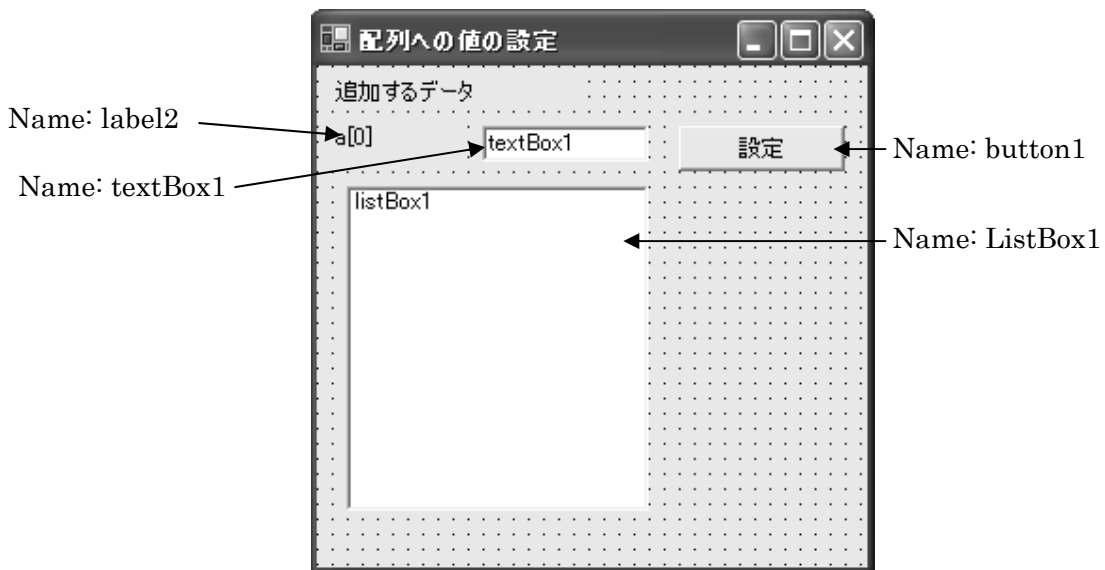 配列への値の設定
追加するデータ
Name: label2
a[0]
textBox1
設定
Name: button1
Name: textBox1
listBox1
Name: ListBox1